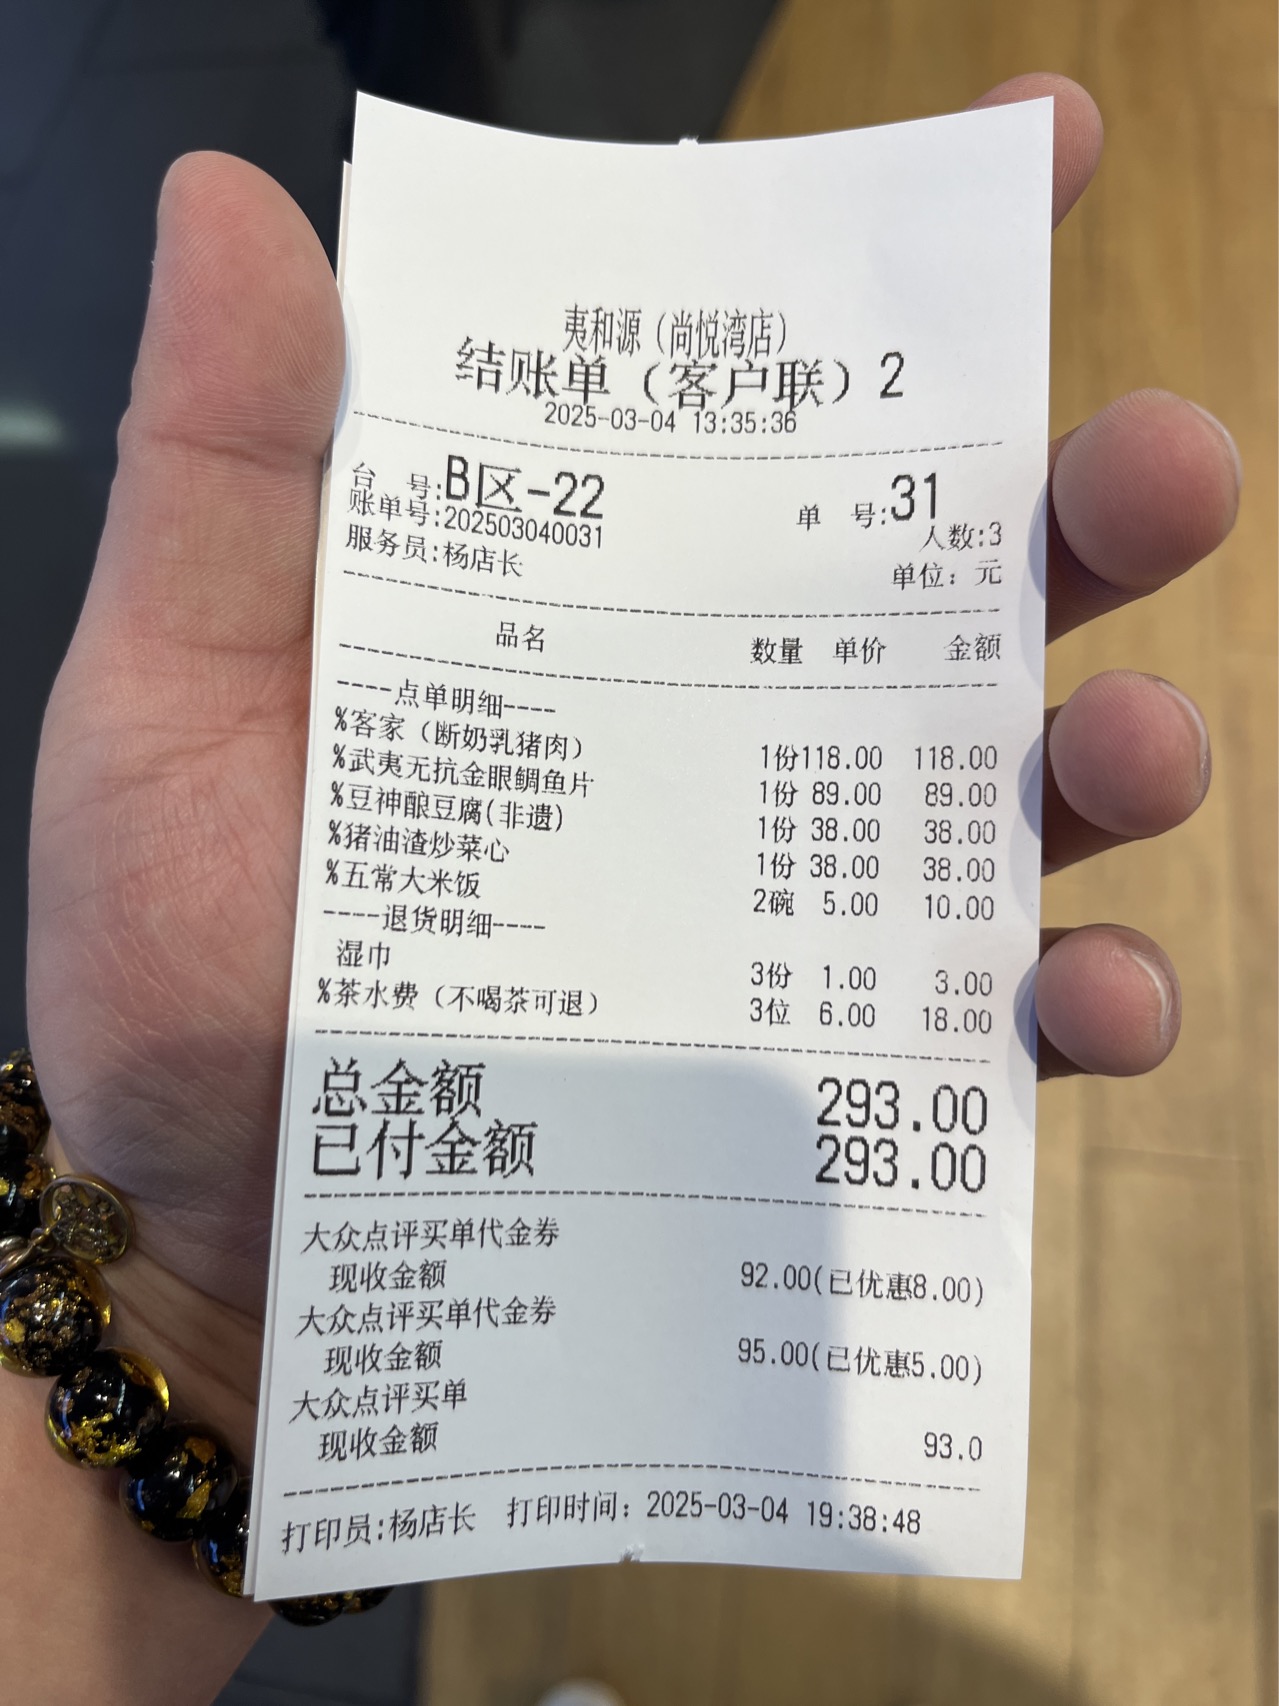 夷和源（尚悦湾店）
结账单（客户联）2
2025-03-04 13:35:36
台 号:B区-22 单 号:31
账单号:202503040031 人数:3
服务员:杨店长 单位：元
品名 数量 单价 金额
----点单明细----
%客家（断奶乳猪肉） 1份118.00 118.00
%武夷无抗金眼鲷鱼片 1份 89.00 89.00
%豆神酿豆腐(非遗) 1份 38.00 38.00
%猪油渣炒菜心 1份 38.00 38.00
%五常大米饭 2碗 5.00 10.00
----退货明细----
湿巾 3份 1.00 3.00
%茶水费（不喝茶可退） 3位 6.00 18.00
总金额 293.00
已付金额 293.00
大众点评买单代金券
现收金额 92.00(已优惠8.00)
大众点评买单代金券
现收金额 95.00(已优惠5.00)
大众点评买单
现收金额 93.0
打印员:杨店长 打印时间：2025-03-04 19:38:48